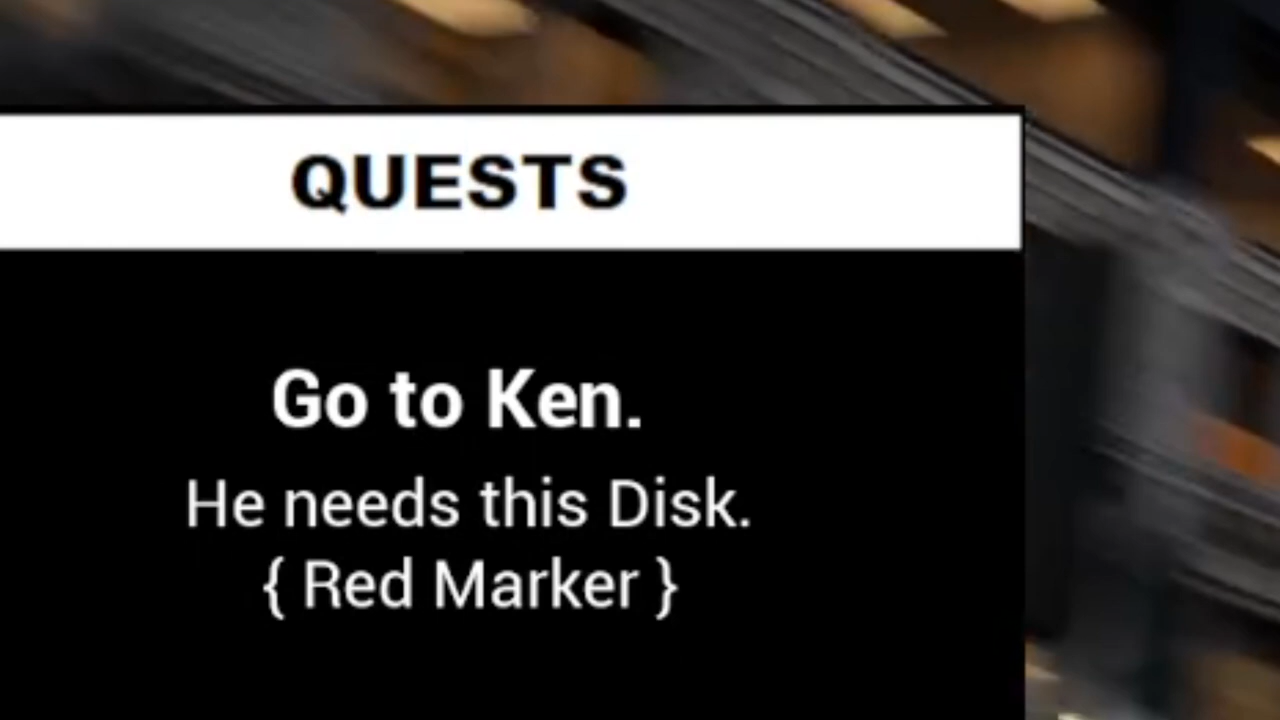 QUESTS
Go to Ken.
He needs this Disk.
{ Red Marker }